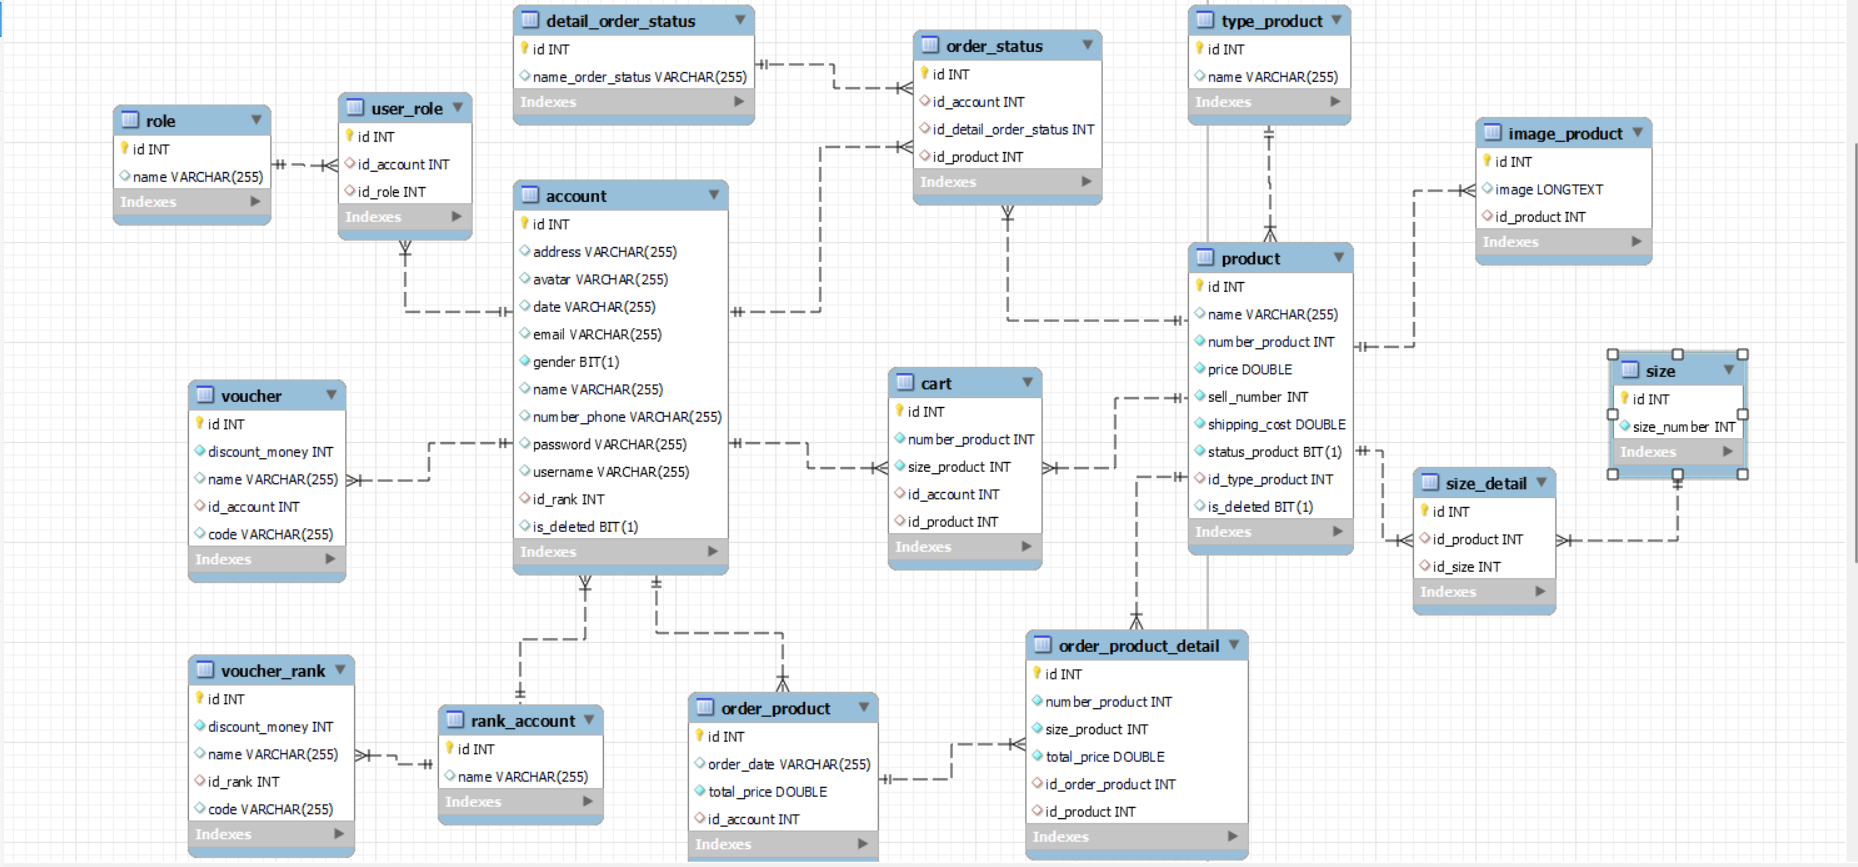 detail_order_status
id INT
name_order_status VARCHAR(255)
Indexes
order_status
id INT
id_account INT
id_detail_order_status INT
id_product INT
Indexes
type_product
id INT
name VARCHAR(255)
Indexes
role
id INT
name VARCHAR(255)
Indexes
user_role
id INT
id_account INT
id_role INT
Indexes
image_product
id INT
image LONGTEXT
id_product INT
Indexes
account
id INT
address VARCHAR(255)
avatar VARCHAR(255)
date VARCHAR(255)
email VARCHAR(255)
gender BIT(1)
name VARCHAR(255)
number_phone VARCHAR(255)
password VARCHAR(255)
username VARCHAR(255)
id_rank INT
is_deleted BIT(1)
Indexes
product
id INT
name VARCHAR(255)
number_product INT
price DOUBLE
sell_number INT
shipping_cost DOUBLE
status_product BIT(1)
id_type_product INT
is_deleted BIT(1)
Indexes
voucher
id INT
discount_money INT
name VARCHAR(255)
id_account INT
code VARCHAR(255)
Indexes
cart
id INT
number_product INT
size_product INT
id_account INT
id_product INT
Indexes
size
id INT
size_number INT
Indexes
size_detail
id INT
id_product INT
id_size INT
Indexes
voucher_rank
id INT
discount_money INT
name VARCHAR(255)
id_rank INT
code VARCHAR(255)
Indexes
rank_account
id INT
name VARCHAR(255)
Indexes
order_product
id INT
order_date VARCHAR(255)
total_price DOUBLE
id_account INT
Indexes
order_product_detail
id INT
number_product INT
size_product INT
total_price DOUBLE
id_order_product INT
id_product INT
Indexes